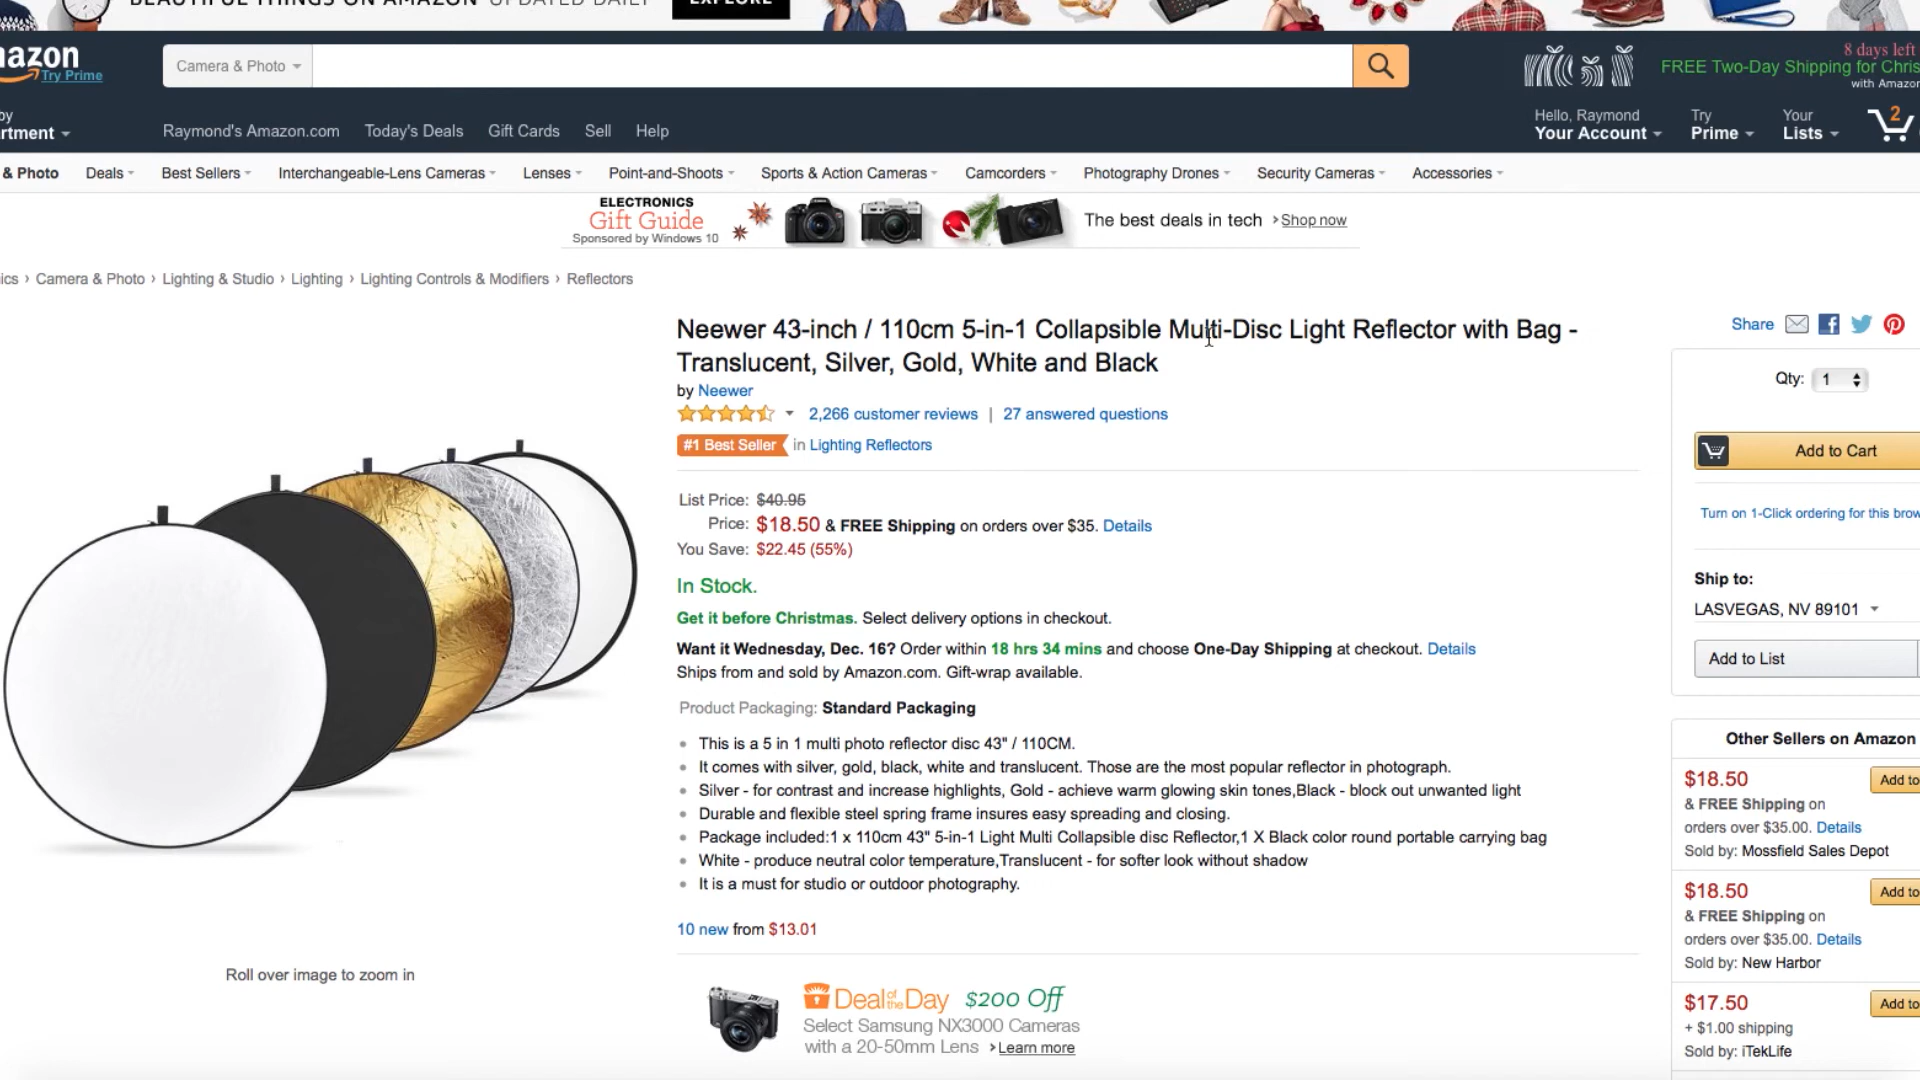 BEAUTIFUL THINGS ON AMAZON UPDATED DAILY EXPLORE
mazon
Try Prime
Camera & Photo
8 days left
FREE Two-Day Shipping for Chris
with Amazon
by
rtment
Raymond's Amazon.com Today's Deals Gift Cards Sell Help
Hello, Raymond
Your Account
Try
Prime
Your
Lists
2
& Photo Deals Best Sellers Interchangeable-Lens Cameras Lenses Point-and-Shoots Sports & Action Cameras Camcorders Photography Drones Security Cameras Accessories
ELECTRONICS
Gift Guide
Sponsored by Windows 10
The best deals in tech › Shop now
ics › Camera & Photo › Lighting & Studio › Lighting › Lighting Controls & Modifiers › Reflectors
Neewer 43-inch / 110cm 5-in-1 Collapsible Multi-Disc Light Reflector with Bag -
Translucent, Silver, Gold, White and Black
by Neewer
2,266 customer reviews | 27 answered questions
#1 Best Seller in Lighting Reflectors
List Price: $40.95
Price: $18.50 & FREE Shipping on orders over $35. Details
You Save: $22.45 (55%)
In Stock.
Get it before Christmas. Select delivery options in checkout.
Want it Wednesday, Dec. 16? Order within 18 hrs 34 mins and choose One-Day Shipping at checkout. Details
Ships from and sold by Amazon.com. Gift-wrap available.
Product Packaging: Standard Packaging
• This is a 5 in 1 multi photo reflector disc 43" / 110CM.
• It comes with silver, gold, black, white and translucent. Those are the most popular reflector in photograph.
• Silver - for contrast and increase highlights, Gold - achieve warm glowing skin tones,Black - block out unwanted light
• Durable and flexible steel spring frame insures easy spreading and closing.
• Package included:1 x 110cm 43" 5-in-1 Light Multi Collapsible disc Reflector,1 X Black color round portable carrying bag
• White - produce neutral color temperature,Translucent - for softer look without shadow
• It is a must for studio or outdoor photography.
10 new from $13.01
Roll over image to zoom in
Deal of the Day $200 Off
Select Samsung NX3000 Cameras
with a 20-50mm Lens › Learn more
Share
Qty: 1
Add to Cart
Turn on 1-Click ordering for this brow
Ship to:
LASVEGAS, NV 89101
Add to List
Other Sellers on Amazon
$18.50 Add to
& FREE Shipping on
orders over $35.00. Details
Sold by: Mossfield Sales Depot
$18.50 Add to
& FREE Shipping on
orders over $35.00. Details
Sold by: New Harbor
$17.50 Add to
+ $1.00 shipping
Sold by: iTekLife